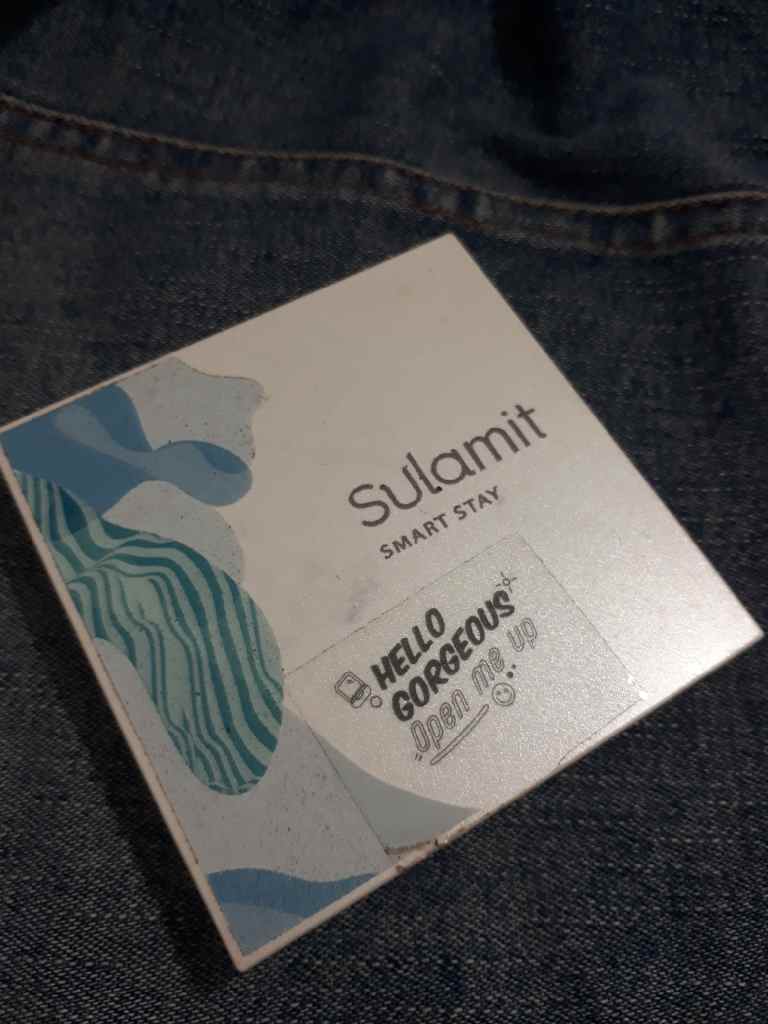 Sulamit
SMART STAY
HELLO
GORGEOUS
Open me up